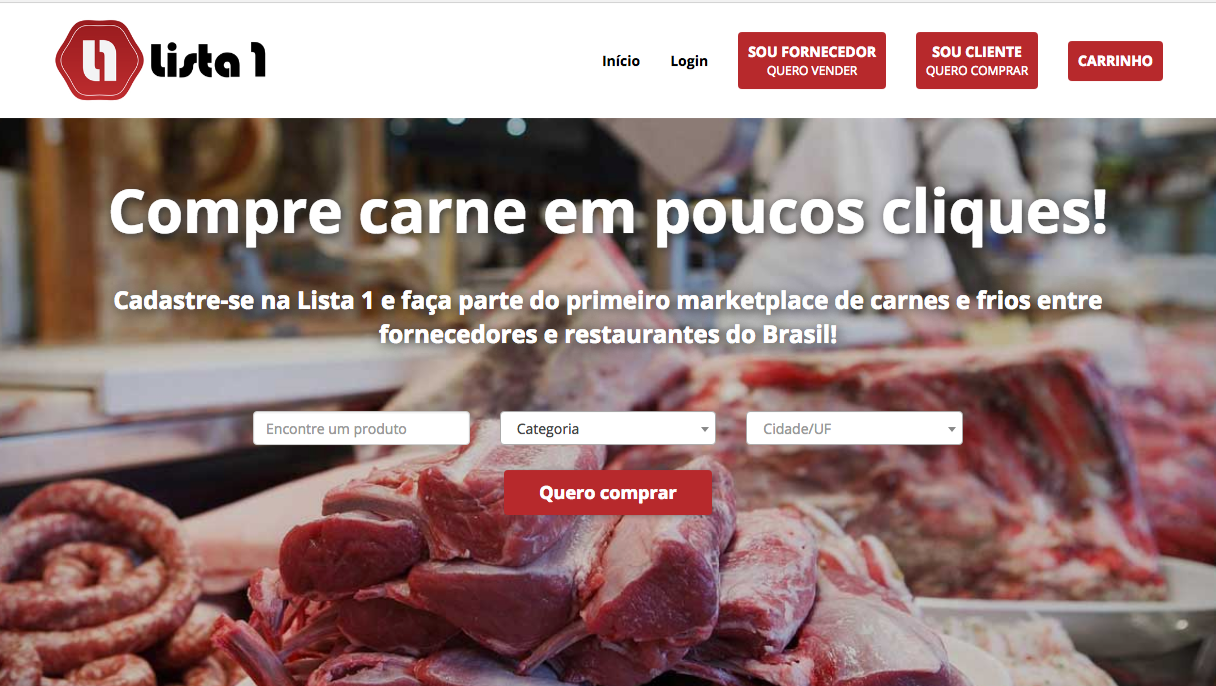 Lista 1
Início
Login
SOU FORNECEDOR
QUERO VENDER
SOU CLIENTE
QUERO COMPRAR
CARRINHO
Compre carne em poucos cliques!
Cadastre-se na Lista 1 e faça parte do primeiro marketplace de carnes e frios entre
fornecedores e restaurantes do Brasil!
Encontre um produto
Categoria
Cidade/UF
Quero comprar